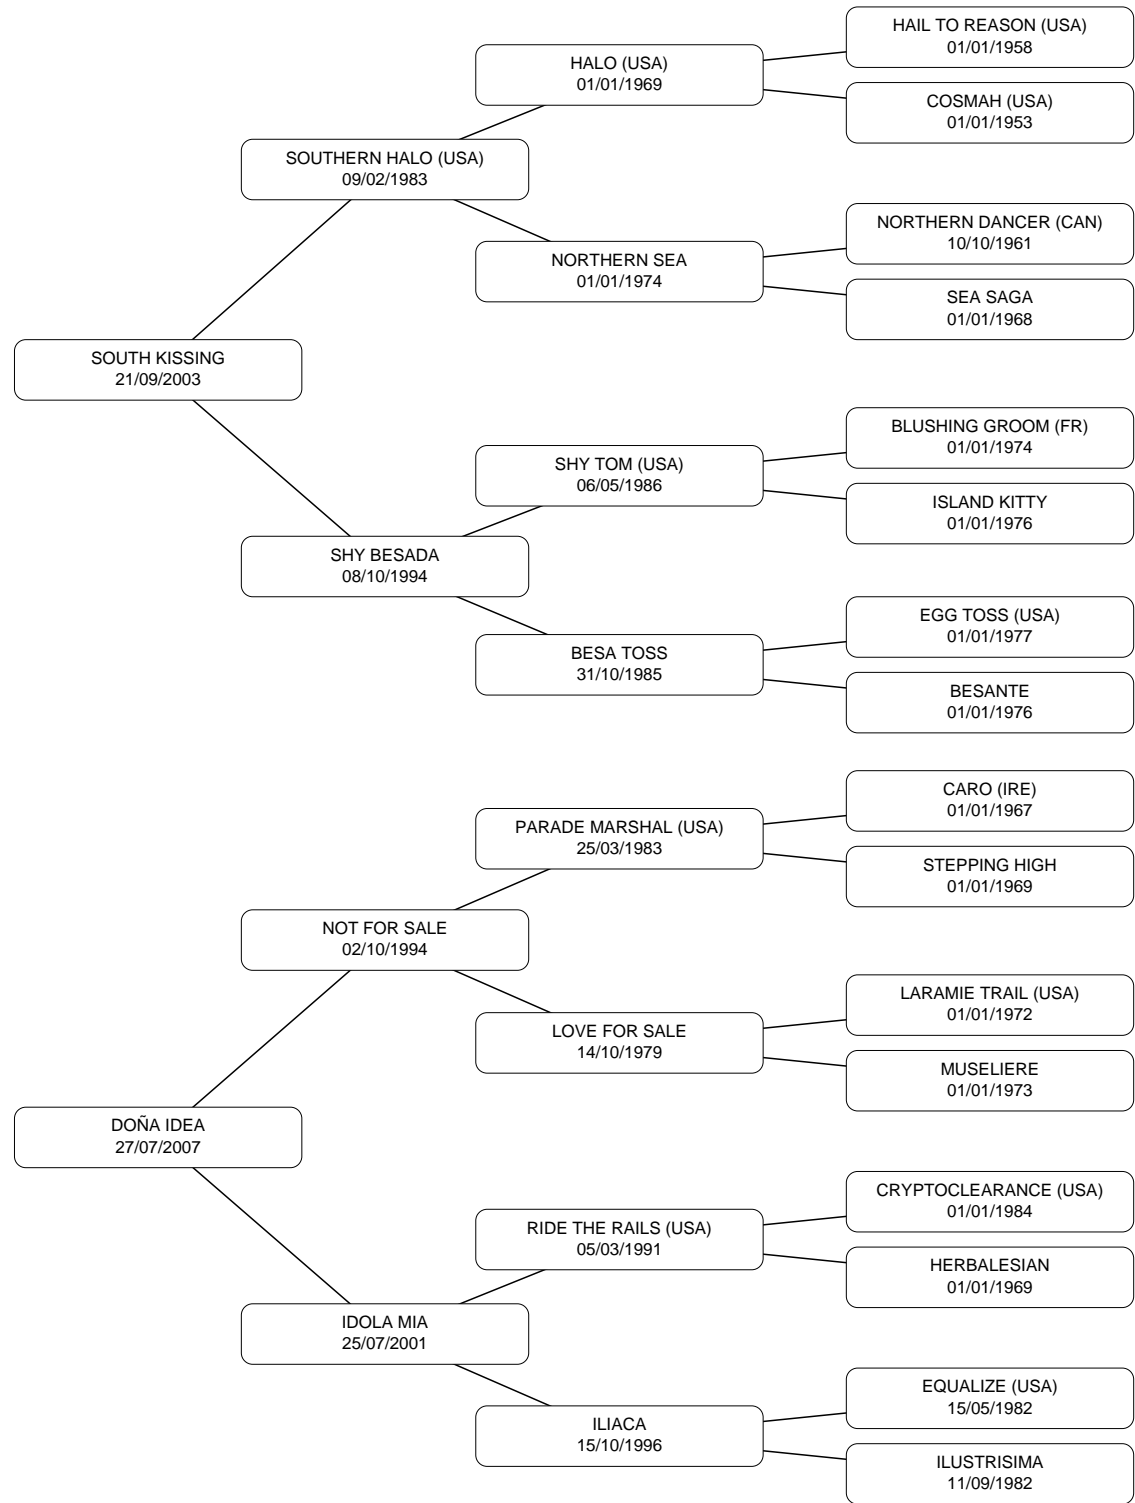 HAIL TO REASON (USA)
01/01/1958
HALO (USA)
01/01/1969
COSMAH (USA)
01/01/1953
SOUTHERN HALO (USA)
09/02/1983
NORTHERN DANCER (CAN)
10/10/1961
NORTHERN SEA
01/01/1974
SEA SAGA
01/01/1968
SOUTH KISSING
21/09/2003
BLUSHING GROOM (FR)
01/01/1974
SHY TOM (USA)
06/05/1986
ISLAND KITTY
01/01/1976
SHY BESADA
08/10/1994
EGG TOSS (USA)
01/01/1977
BESA TOSS
31/10/1985
BESANTE
01/01/1976
CARO (IRE)
01/01/1967
PARADE MARSHAL (USA)
25/03/1983
STEPPING HIGH
01/01/1969
NOT FOR SALE
02/10/1994
LARAMIE TRAIL (USA)
01/01/1972
LOVE FOR SALE
14/10/1979
MUSELIERE
01/01/1973
DOÑA IDEA
27/07/2007
CRYPTOCLEARANCE (USA)
01/01/1984
RIDE THE RAILS (USA)
05/03/1991
HERBALESIAN
01/01/1969
IDOLA MIA
25/07/2001
EQUALIZE (USA)
15/05/1982
ILIACA
15/10/1996
ILUSTRISIMA
11/09/1982